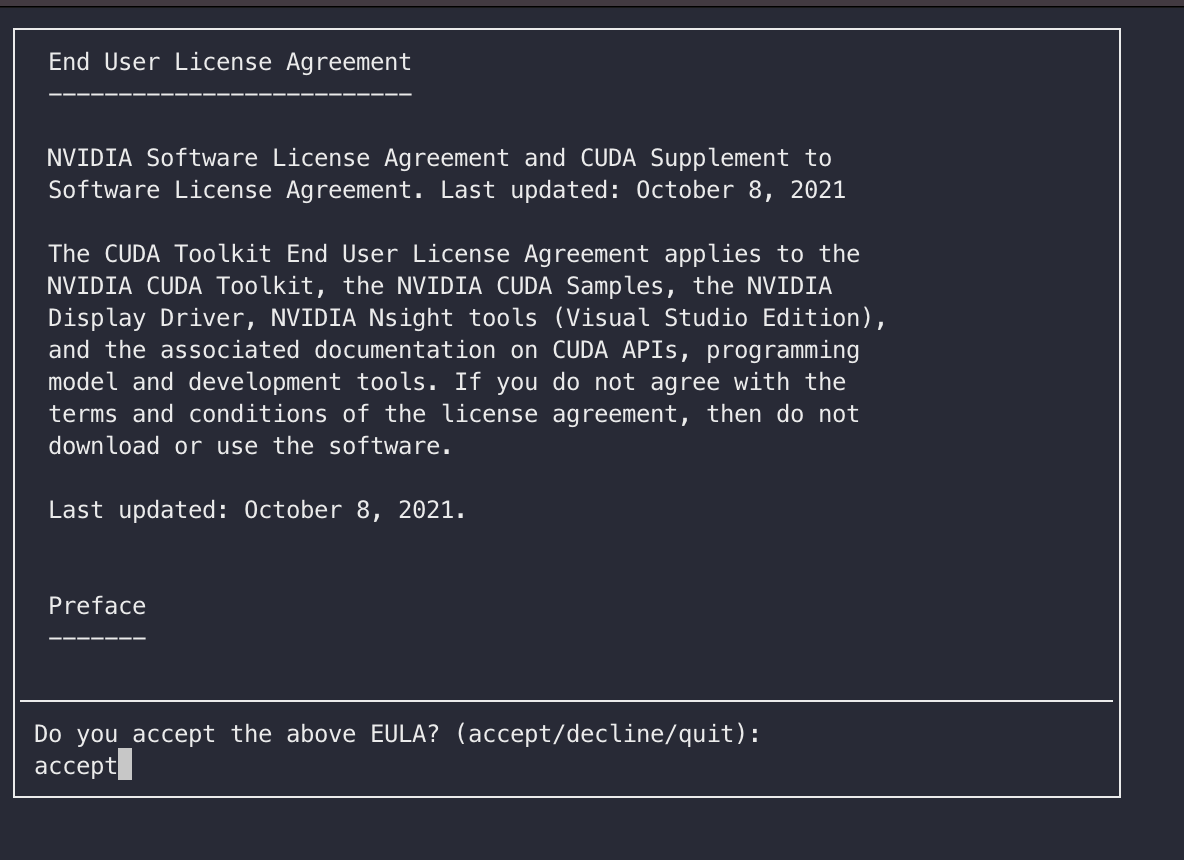 End User License Agreement
--------------------------
NVIDIA Software License Agreement and CUDA Supplement to
Software License Agreement. Last updated: October 8, 2021
The CUDA Toolkit End User License Agreement applies to the
NVIDIA CUDA Toolkit, the NVIDIA CUDA Samples, the NVIDIA
Display Driver, NVIDIA Nsight tools (Visual Studio Edition),
and the associated documentation on CUDA APIs, programming
model and development tools. If you do not agree with the
terms and conditions of the license agreement, then do not
download or use the software.
Last updated: October 8, 2021.
Preface
-------
Do you accept the above EULA? (accept/decline/quit):
accept